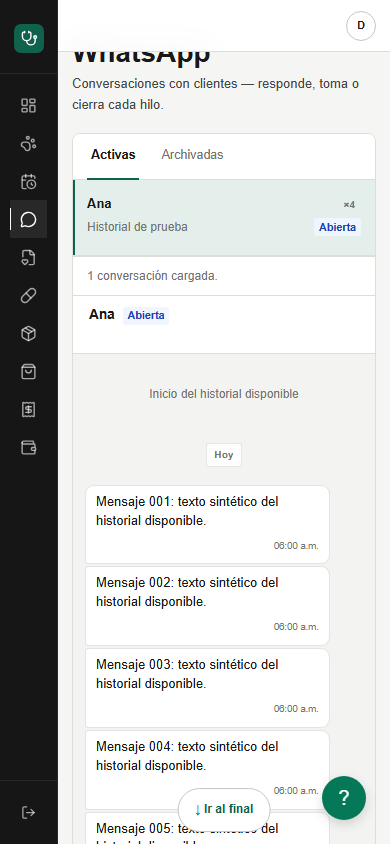 D
WhatsApp
Conversaciones con clientes — responde, toma o
cierra cada hilo.
Activas
Archivadas
Ana
×4
Historial de prueba
Abierta
1 conversación cargada.
Ana
Abierta
Inicio del historial disponible
Hoy
Mensaje 001: texto sintético del
historial disponible.
06:00 a.m.
Mensaje 002: texto sintético del
historial disponible.
06:00 a.m.
Mensaje 003: texto sintético del
historial disponible.
06:00 a.m.
Mensaje 004: texto sintético del
historial disponible.
06:00 a.m.
↓ Ir al final
?
Mensaje 005: texto sintético del